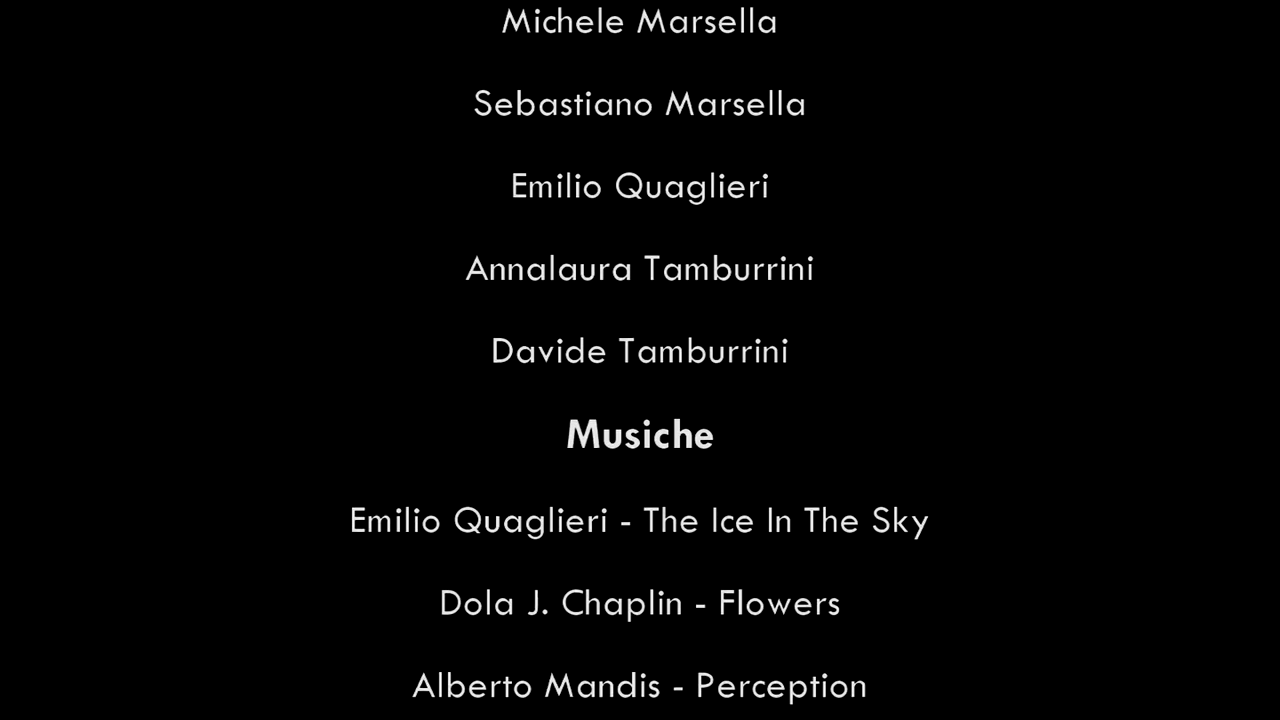 Michele Marsella
Sebastiano Marsella
Emilio Quaglieri
Annalaura Tamburrini
Davide Tamburrini
Musiche
Emilio Quaglieri - The Ice In The Sky
Dola J. Chaplin - Flowers
Alberto Mandis - Perception